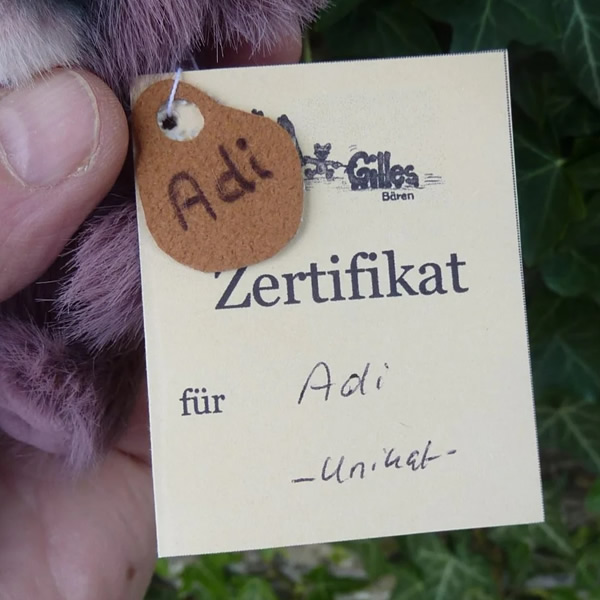 Adi
Gilles
Bären
Zertifikat
für Adi
-Unikat-